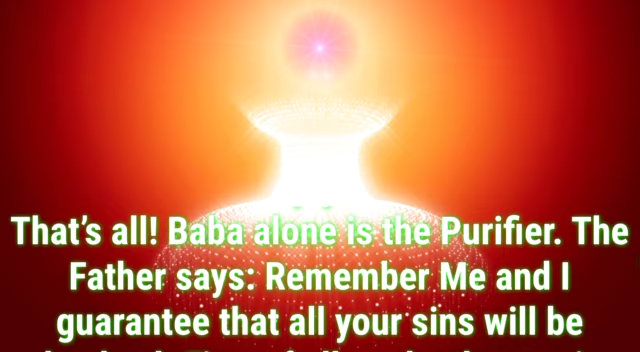 That's all! Baba alone is the Purifier. The
Father says: Remember Me and I
guarantee that all your sins will be